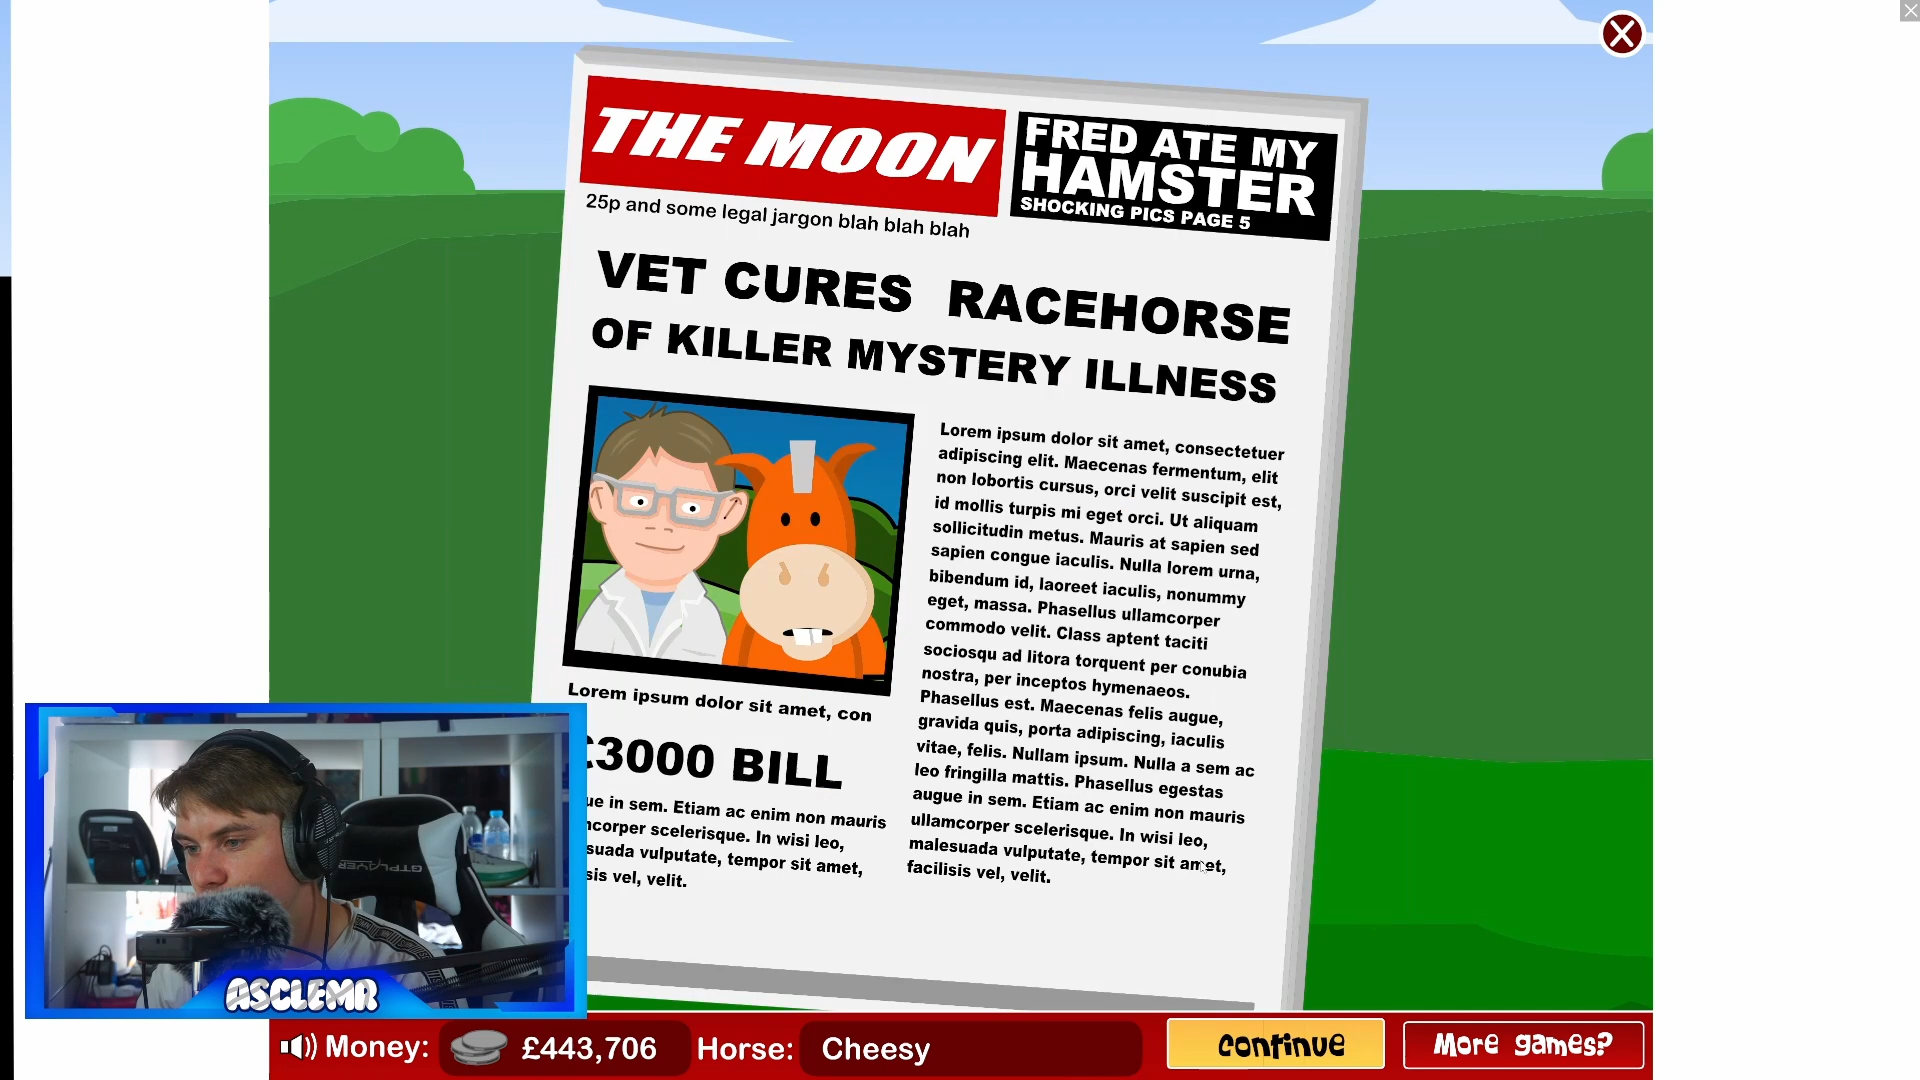 THE MOON
FRED ATE MY
HAMSTER
SHOCKING PICS PAGE 5
25p and some legal jargon blah blah blah
VET CURES RACEHORSE
OF KILLER MYSTERY ILLNESS
Lorem ipsum dolor sit amet, con
£3000 BILL
ue in sem. Etiam ac enim non mauris
ncorper scelerisque. In wisi leo,
suada vulputate, tempor sit amet,
sis vel, velit.
Lorem ipsum dolor sit amet, consectetuer
adipiscing elit. Maecenas fermentum, elit
non lobortis cursus, orci velit suscipit est,
id mollis turpis mi eget orci. Ut aliquam
sollicitudin metus. Mauris at sapien sed
sapien congue iaculis. Nulla lorem urna,
bibendum id, laoreet iaculis, nonummy
eget, massa. Phasellus ullamcorper
commodo velit. Class aptent taciti
sociosqu ad litora torquent per conubia
nostra, per inceptos hymenaeos.
Phasellus est. Maecenas felis augue,
gravida quis, porta adipiscing, iaculis
vitae, felis. Nullam ipsum. Nulla a sem ac
leo fringilla mattis. Phasellus egestas
augue in sem. Etiam ac enim non mauris
ullamcorper scelerisque. In wisi leo,
malesuada vulputate, tempor sit amet,
facilisis vel, velit.
GTPLAYER
ASCLEMR
Money: £443,706 Horse: Cheesy continue More games?